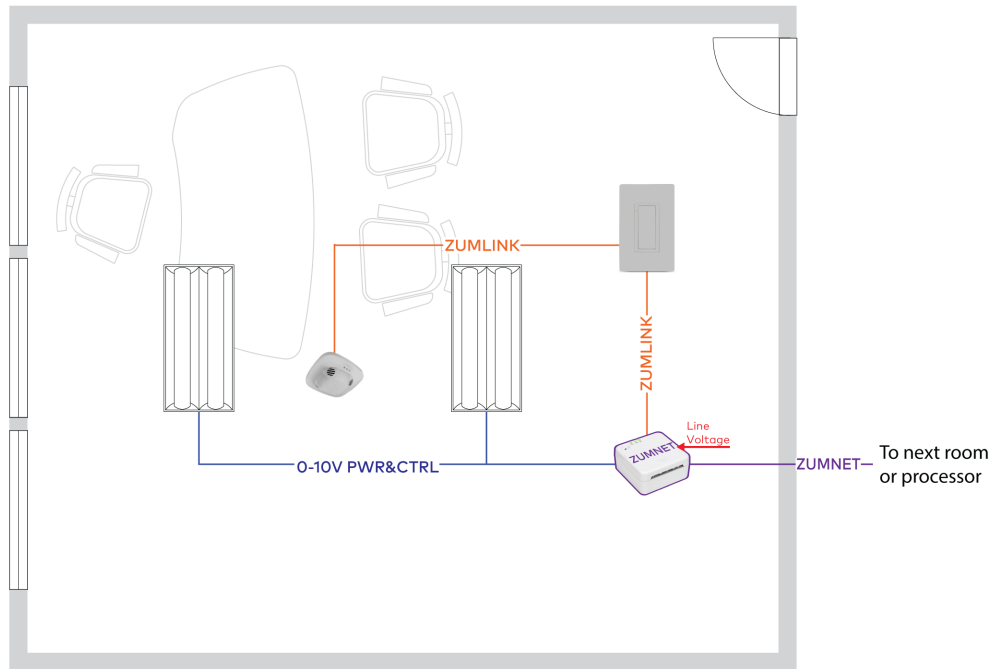 ZUMLINK
ZUMLINK
Line
Voltage
ZUMNET
0-10V PWR&CTRL
ZUMNET
To next room
or processor